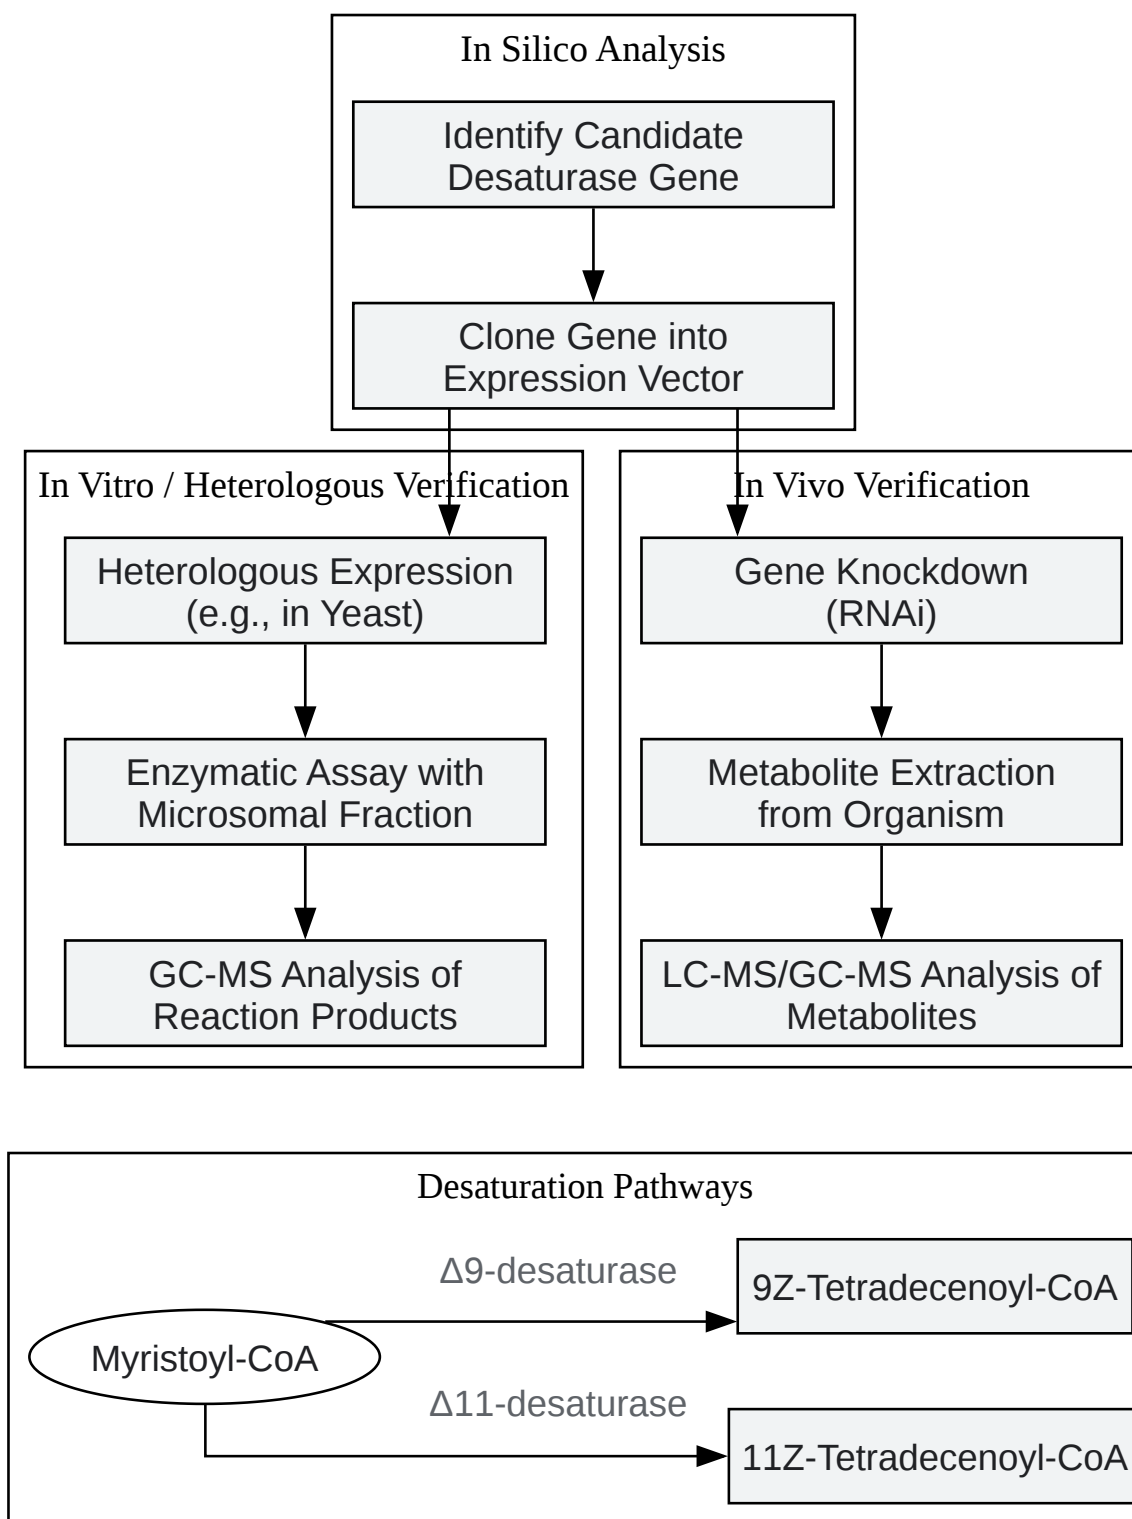 In Silico Analysis
Identify Candidate
Desaturase Gene
Clone Gene into
Expression Vector
In Vitro / Heterologous Verification
Heterologous Expression
(e.g., in Yeast)
Enzymatic Assay with
Microsomal Fraction
GC-MS Analysis of
Reaction Products
In Vivo Verification
Gene Knockdown
(RNAi)
Metabolite Extraction
from Organism
LC-MS/GC-MS Analysis of
Metabolites
Desaturation Pathways
Myristoyl-CoA
Δ9-desaturase
9Z-Tetradecenoyl-CoA
Δ11-desaturase
11Z-Tetradecenoyl-CoA